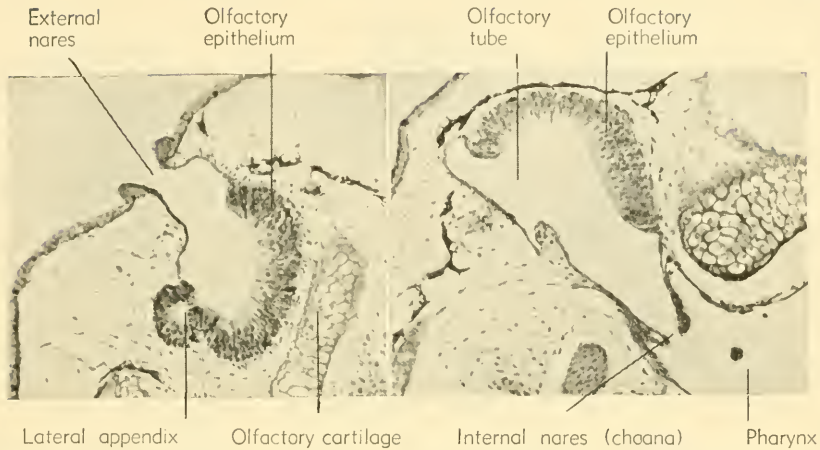 External
nares
Olfactory
epithelium
Olfactory
tube
Olfactory
epithelium
Lateral appendix
Olfactory cartilage
Internal nares (choana)
Pharynx